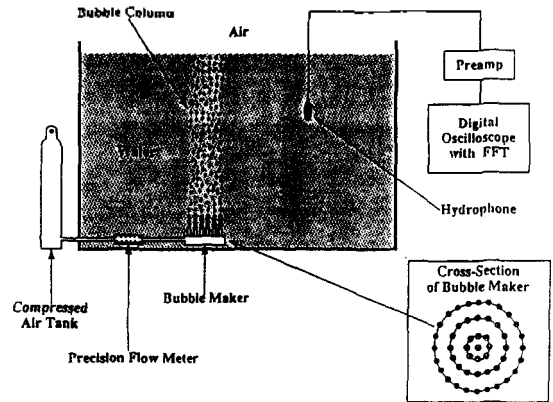 Bubble Column
Air
Preamp
Digital
Oscilloscope
with FFT
Hydrophone
Compressed
Air Tank
Bubble Maker
Precision Flow Meter
Cross-Section
of Bubble Maker